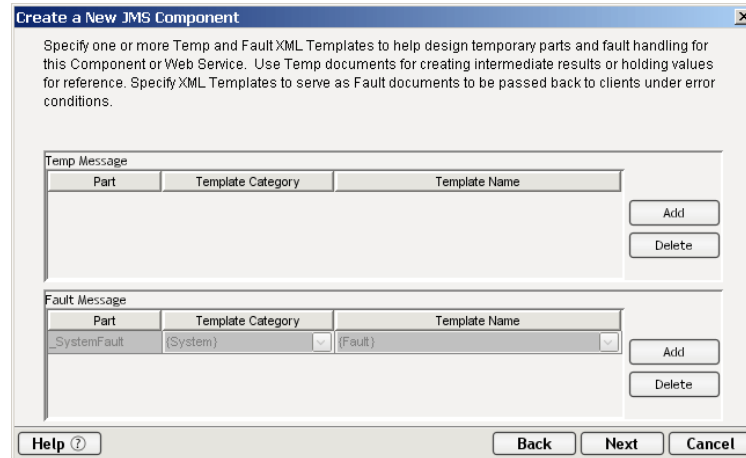 Create a New JMS Component
Specify one or more Temp and Fault XML Templates to help design temporary parts and fault handling for
this Component or Web Service. Use Temp documents for creating intermediate results or holding values
for reference. Specify XML Templates to serve as Fault documents to be passed back to clients under error
conditions.
Temp Message
Part Template Category Template Name
Add
Delete
Fault Message
Part Template Category Template Name
_SystemFault {System} {Fault}
Add
Delete
Help ? Back Next Cancel